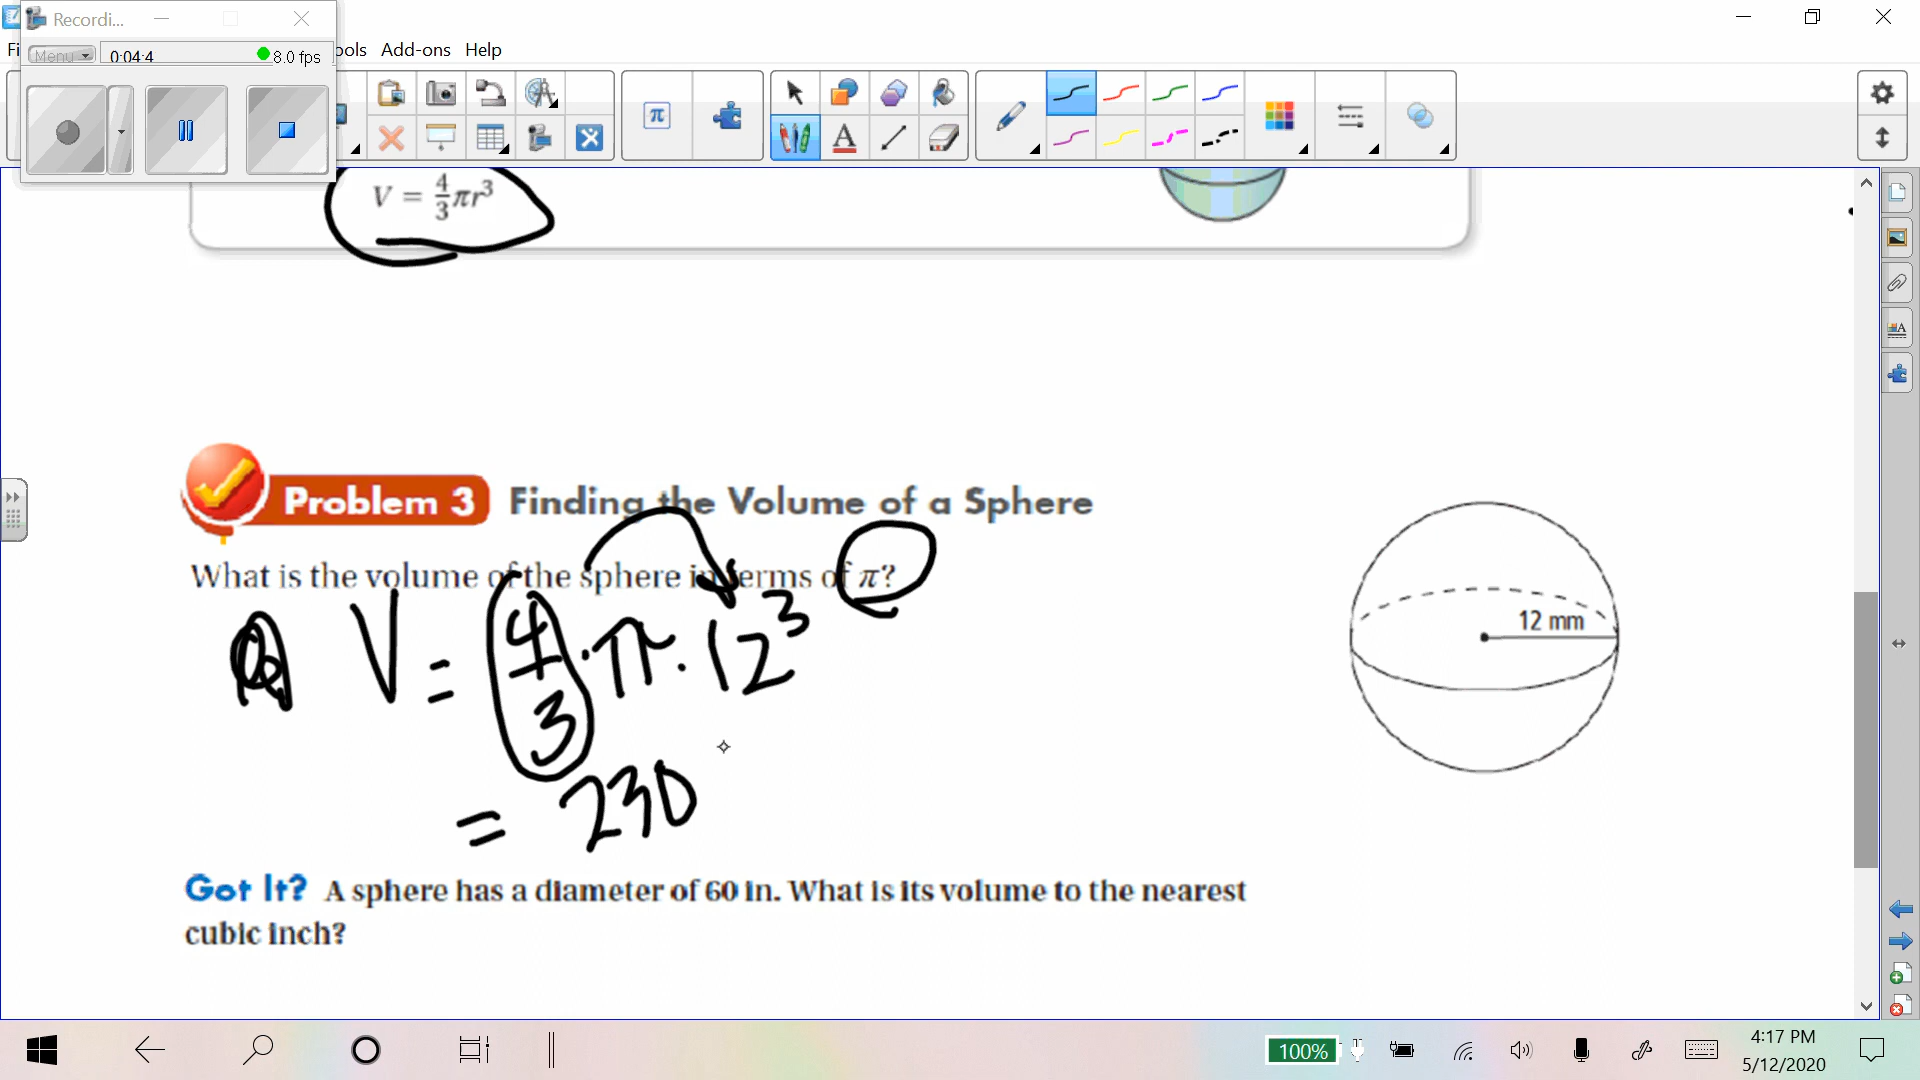 Recordi...
Menu 0:04:4 8.0 fps
Fi ools Add-ons Help
π
A
V = 4/3 πr³
Problem 3 Finding the Volume of a Sphere
What is the volume of the sphere in terms of π?
V = 4/3 · π · 12³
12 mm
= 230
Got It? A sphere has a diameter of 60 in. What is its volume to the nearest
cubic inch?
100%
4:17 PM
5/12/2020